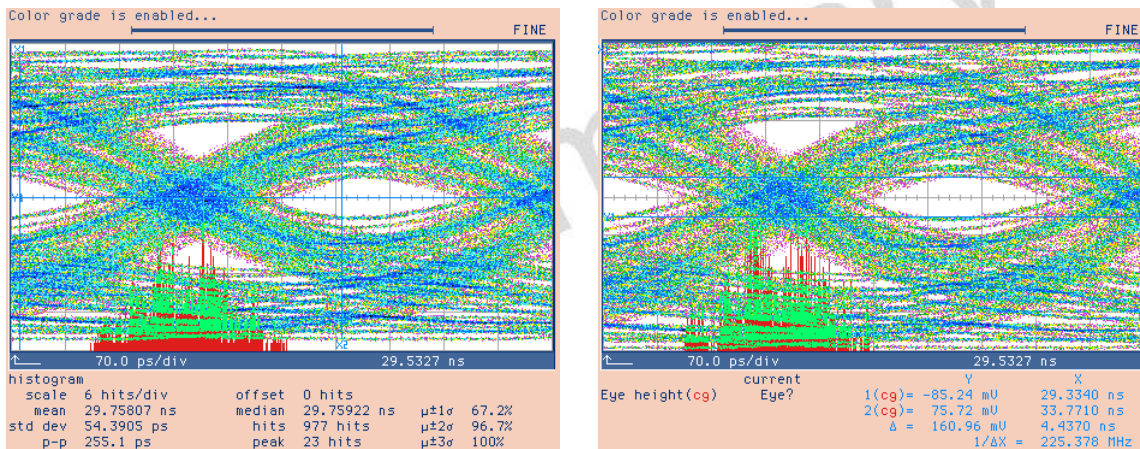 Color grade is enabled...
FINE
X1
Y1
X2
70.0 ps/div 29.5327 ns
histogram
scale 6 hits/div offset 0 hits
mean 29.75807 ns median 29.75922 ns μ±1σ 67.2%
std dev 54.3905 ps hits 977 hits μ±2σ 96.7%
p-p 255.1 ps peak 23 hits μ±3σ 100%
Color grade is enabled...
FINE
70.0 ps/div 29.5327 ns
current Y X
Eye height(cg) Eye? 1(cg)= -85.24 mV 29.3340 ns
2(cg)= 75.72 mV 33.7710 ns
Δ = 160.96 mV 4.4370 ns
1/ΔX = 225.378 MHz